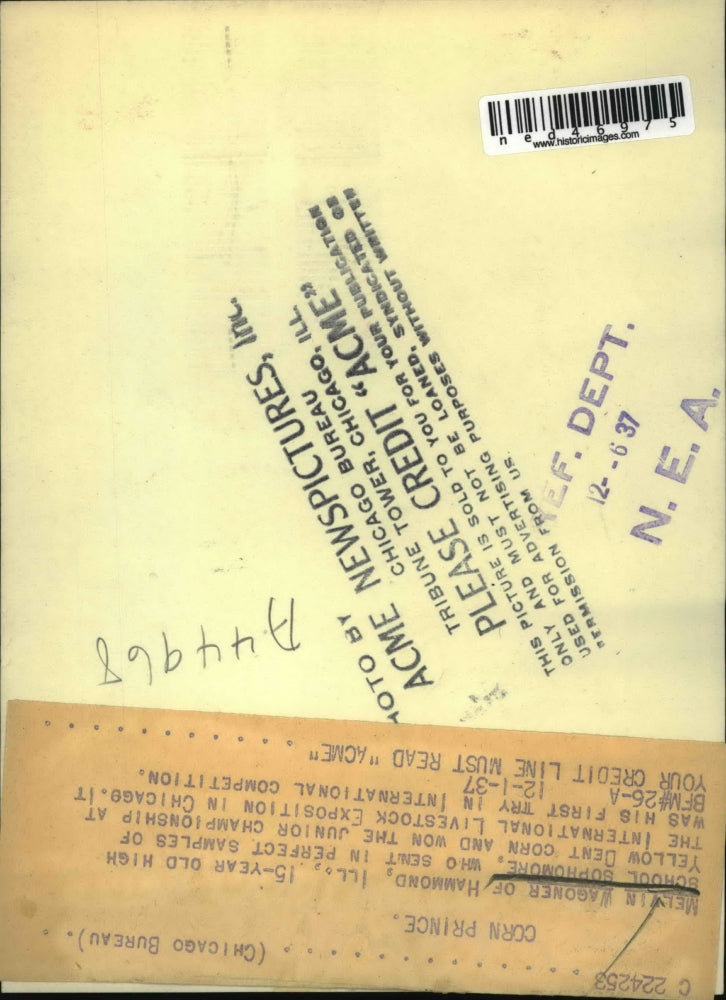 ned46975
www.historicimages.com
HOTO BY
ACME NEWSPICTURES, Inc.
CHICAGO BUREAU
TRIBUNE TOWER, CHICAGO, ILL.
PLEASE CREDIT "ACME"
THIS PICTURE IS SOLD TO YOU FOR YOUR PUBLICATION
ONLY AND MUST NOT BE LOANED, SYNDICATED OR
USED FOR ADVERTISING PURPOSES WITHOUT WRITTEN
PERMISSION FROM US.
REF. DEPT.
12--6 37
N. E. A.
A44968
C 224253 . . . . . . . . . . . (CHICAGO BUREAU).
CORN PRINCE.
MELVIN WAGONER OF HAMMOND, ILL., 15-YEAR OLD HIGH
SCHOOL SOPHOMORE, WHO SENT IN PERFECT SAMPLES OF
YELLOW DENT CORN AND WON THE JUNIOR CHAMPIONSHIP AT
THE INTERNATIONAL LIVESTOCK EXPOSITION IN CHICAGO. IT
WAS HIS FIRST TRY IN INTERNATIONAL COMPETITION.
BFM#26-A 12-1-37
YOUR CREDIT LINE MUST READ "ACME" . . . . . . . . . . .